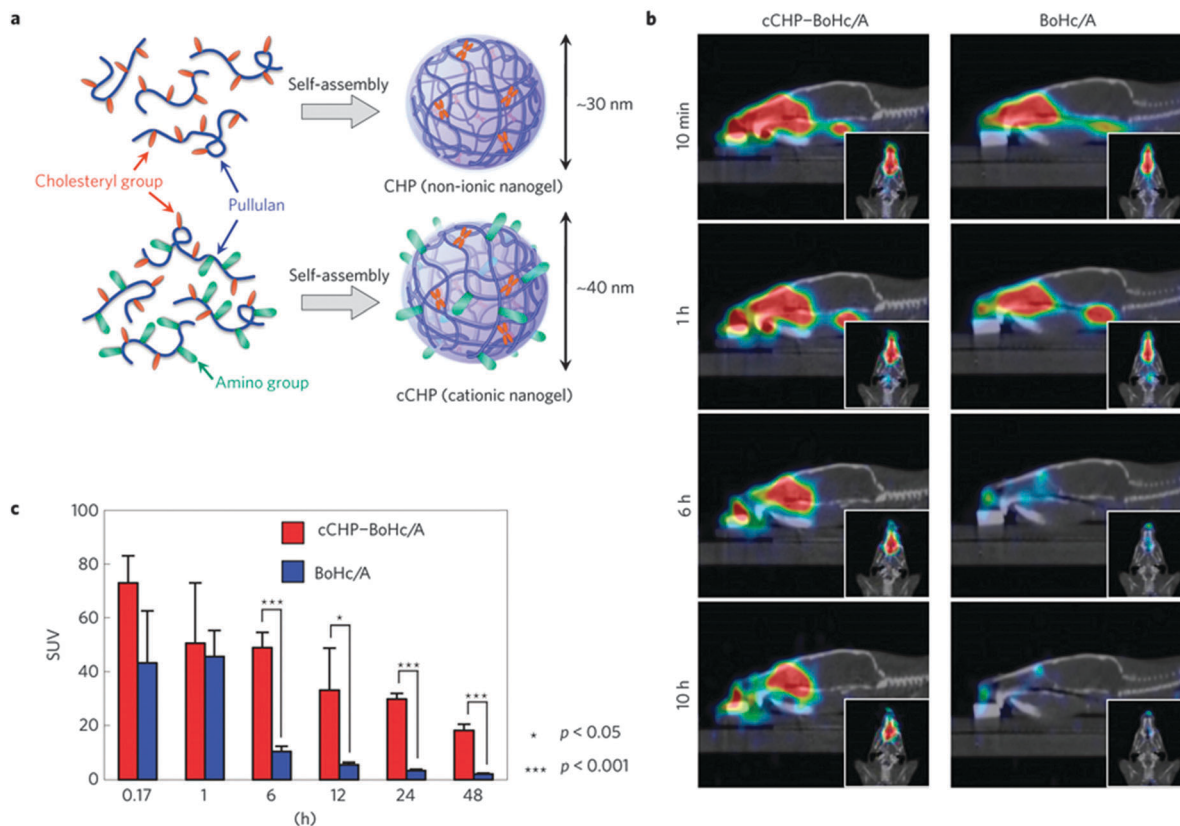 a
Self-assembly
~30 nm
Cholesteryl group
CHP (non-ionic nanogel)
Pullulan
Self-assembly
~40 nm
Amino group
cCHP (cationic nanogel)
b
cCHP–BoHc/A
BoHc/A
10 min
1 h
6 h
10 h
c
100
80
60
40
20
0
SUV
cCHP–BoHc/A
BoHc/A
***
*
***
***
* p < 0.05
*** p < 0.001
0.17 1 6 12 24 48
(h)